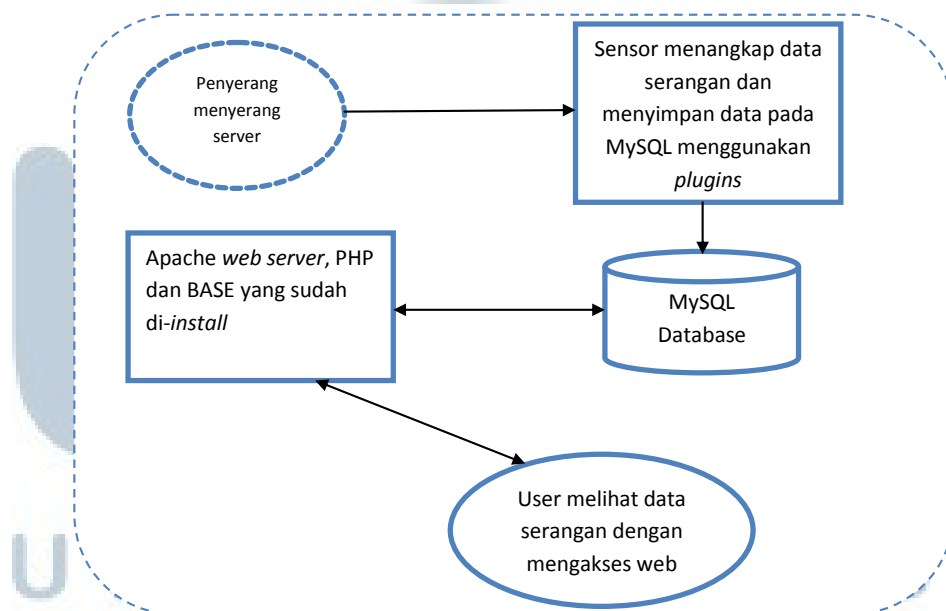 Penyerang
menyerang
server
Sensor menangkap data
serangan dan
menyimpan data pada
MySQL menggunakan
plugins
Apache web server, PHP
dan BASE yang sudah
di-install
MySQL
Database
User melihat data
serangan dengan
mengakses web
U